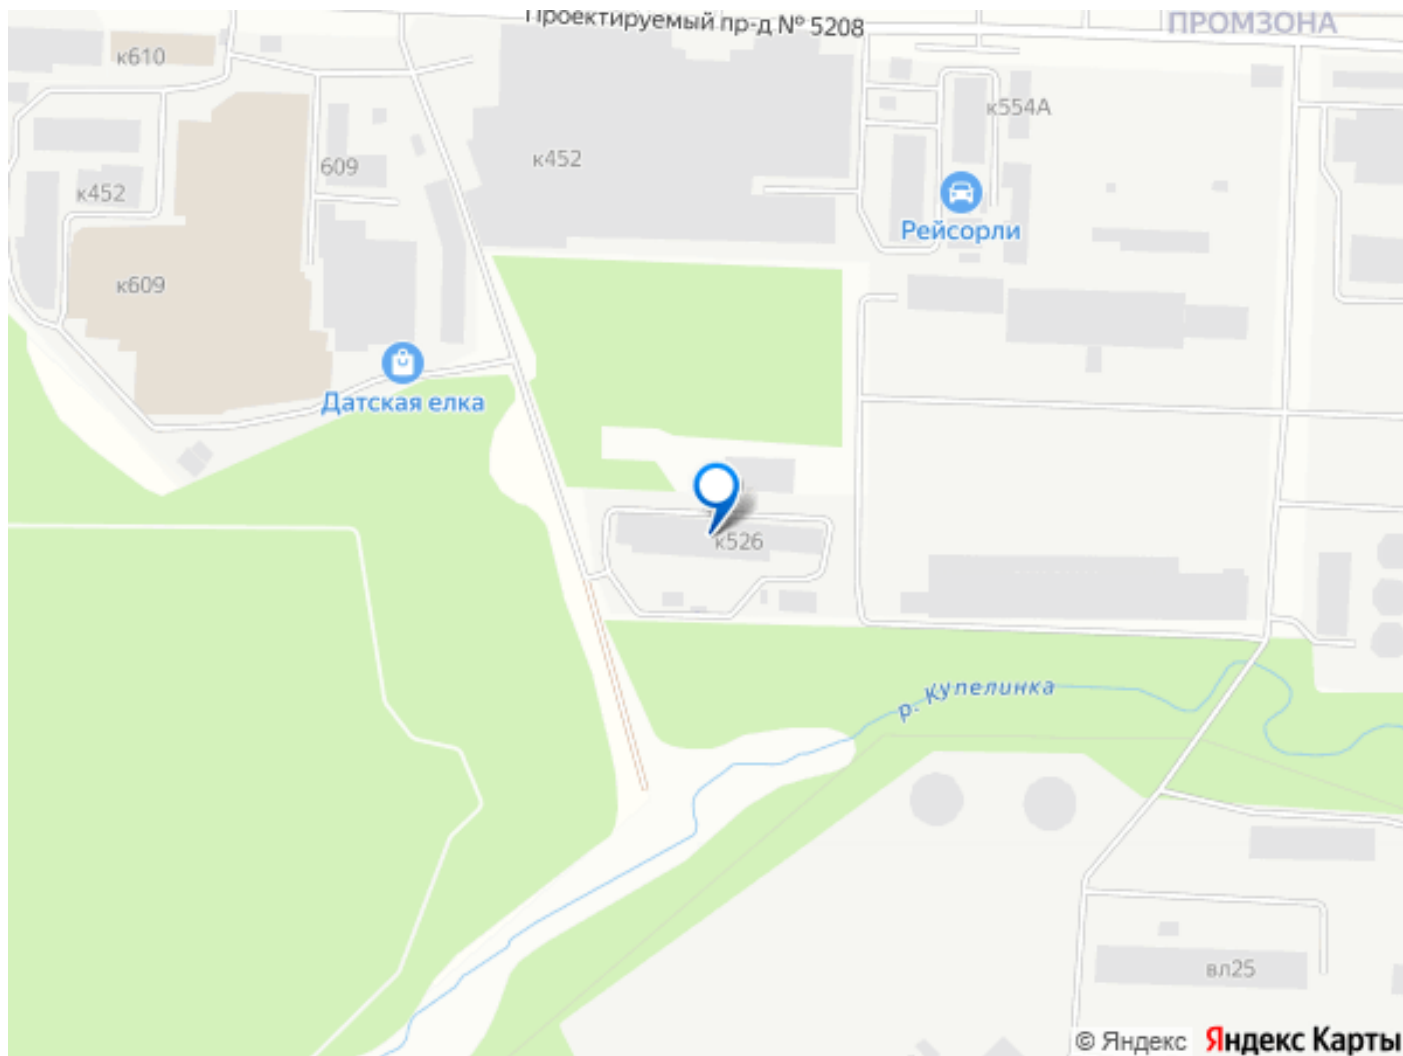 Проектируемый пр-д № 5208
ПРОМЗОНА
к610
к554А
к452
609
к452
Рейсорли
к609
Датская елка
к526
р. Купелинка
вл25
© Яндекс Яндекс Карты